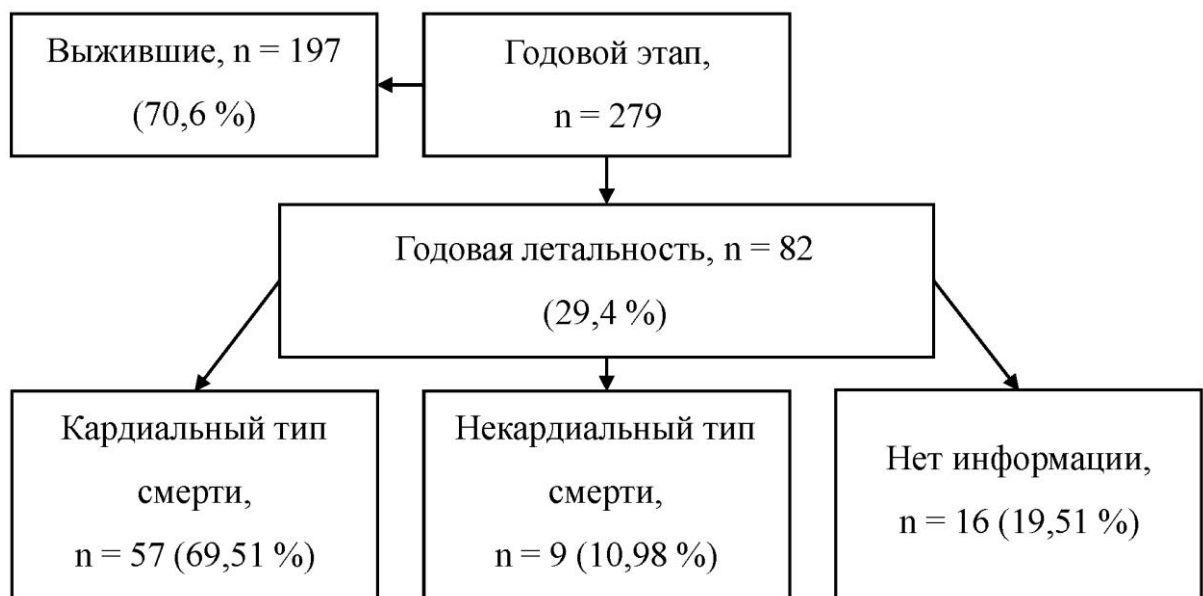 Выжившие, n = 197
(70,6 %)
Годовой этап,
n = 279
Годовая летальность, n = 82
(29,4 %)
Кардиальный тип
смерти,
n = 57 (69,51 %)
Некардиальный тип
смерти,
n = 9 (10,98 %)
Нет информации,
n = 16 (19,51 %)